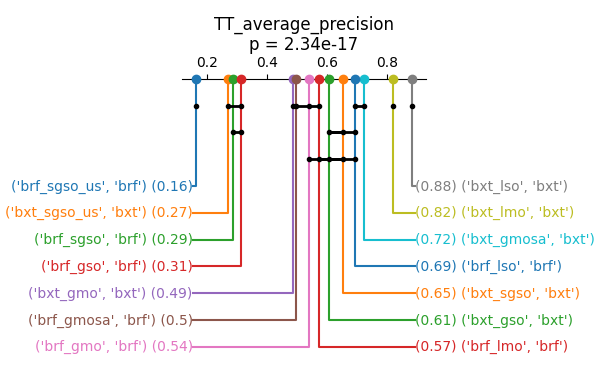 TT_average_precision
p = 2.34e-17
0.2 0.4 0.6 0.8
('brf_sgso_us', 'brf') (0.16) (0.88) ('bxt_lso', 'bxt')
('bxt_sgso_us', 'bxt') (0.27) (0.82) ('bxt_lmo', 'bxt')
('brf_sgso', 'brf') (0.29) (0.72) ('bxt_gmosa', 'bxt')
('brf_gso', 'brf') (0.31) (0.69) ('brf_lso', 'brf')
('bxt_gmo', 'bxt') (0.49) (0.65) ('bxt_sgso', 'bxt')
('brf_gmosa', 'brf') (0.5) (0.61) ('bxt_gso', 'bxt')
('brf_gmo', 'brf') (0.54) (0.57) ('brf_lmo', 'brf')